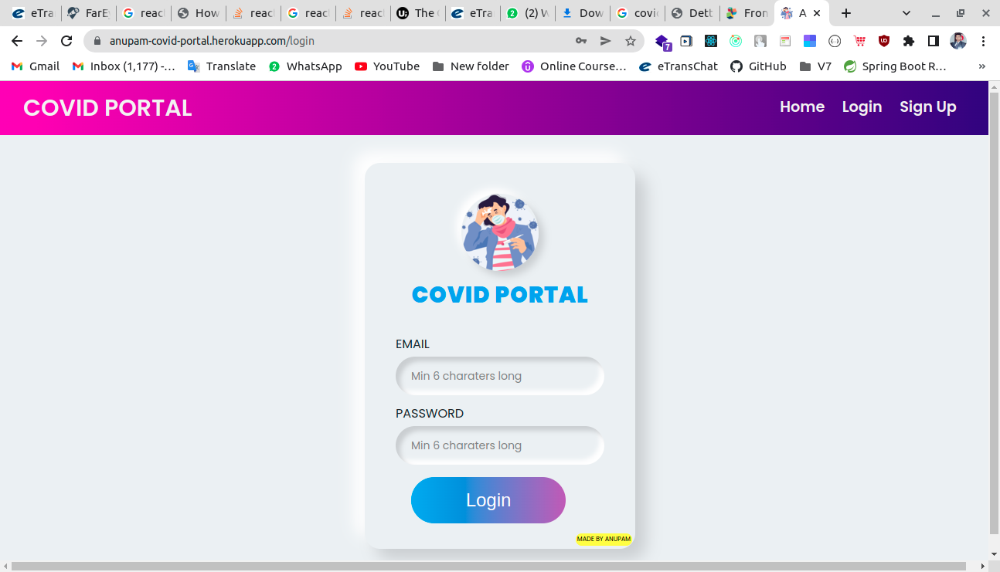 eTra
FarE
reac
How
reac
reac
reac
The
eTra
(2) W
Dow
covid
Dett
Fron
A
anupam-covid-portal.herokuapp.com/login
7
Gmail
Inbox (1,177) -...
Translate
WhatsApp
YouTube
New folder
Online Course...
eTransChat
GitHub
V7
Spring Boot R...
»
COVID PORTAL
Home
Login
Sign Up
COVID PORTAL
EMAIL
Min 6 charaters long
PASSWORD
Min 6 charaters long
Login
MADE BY ANUPAM